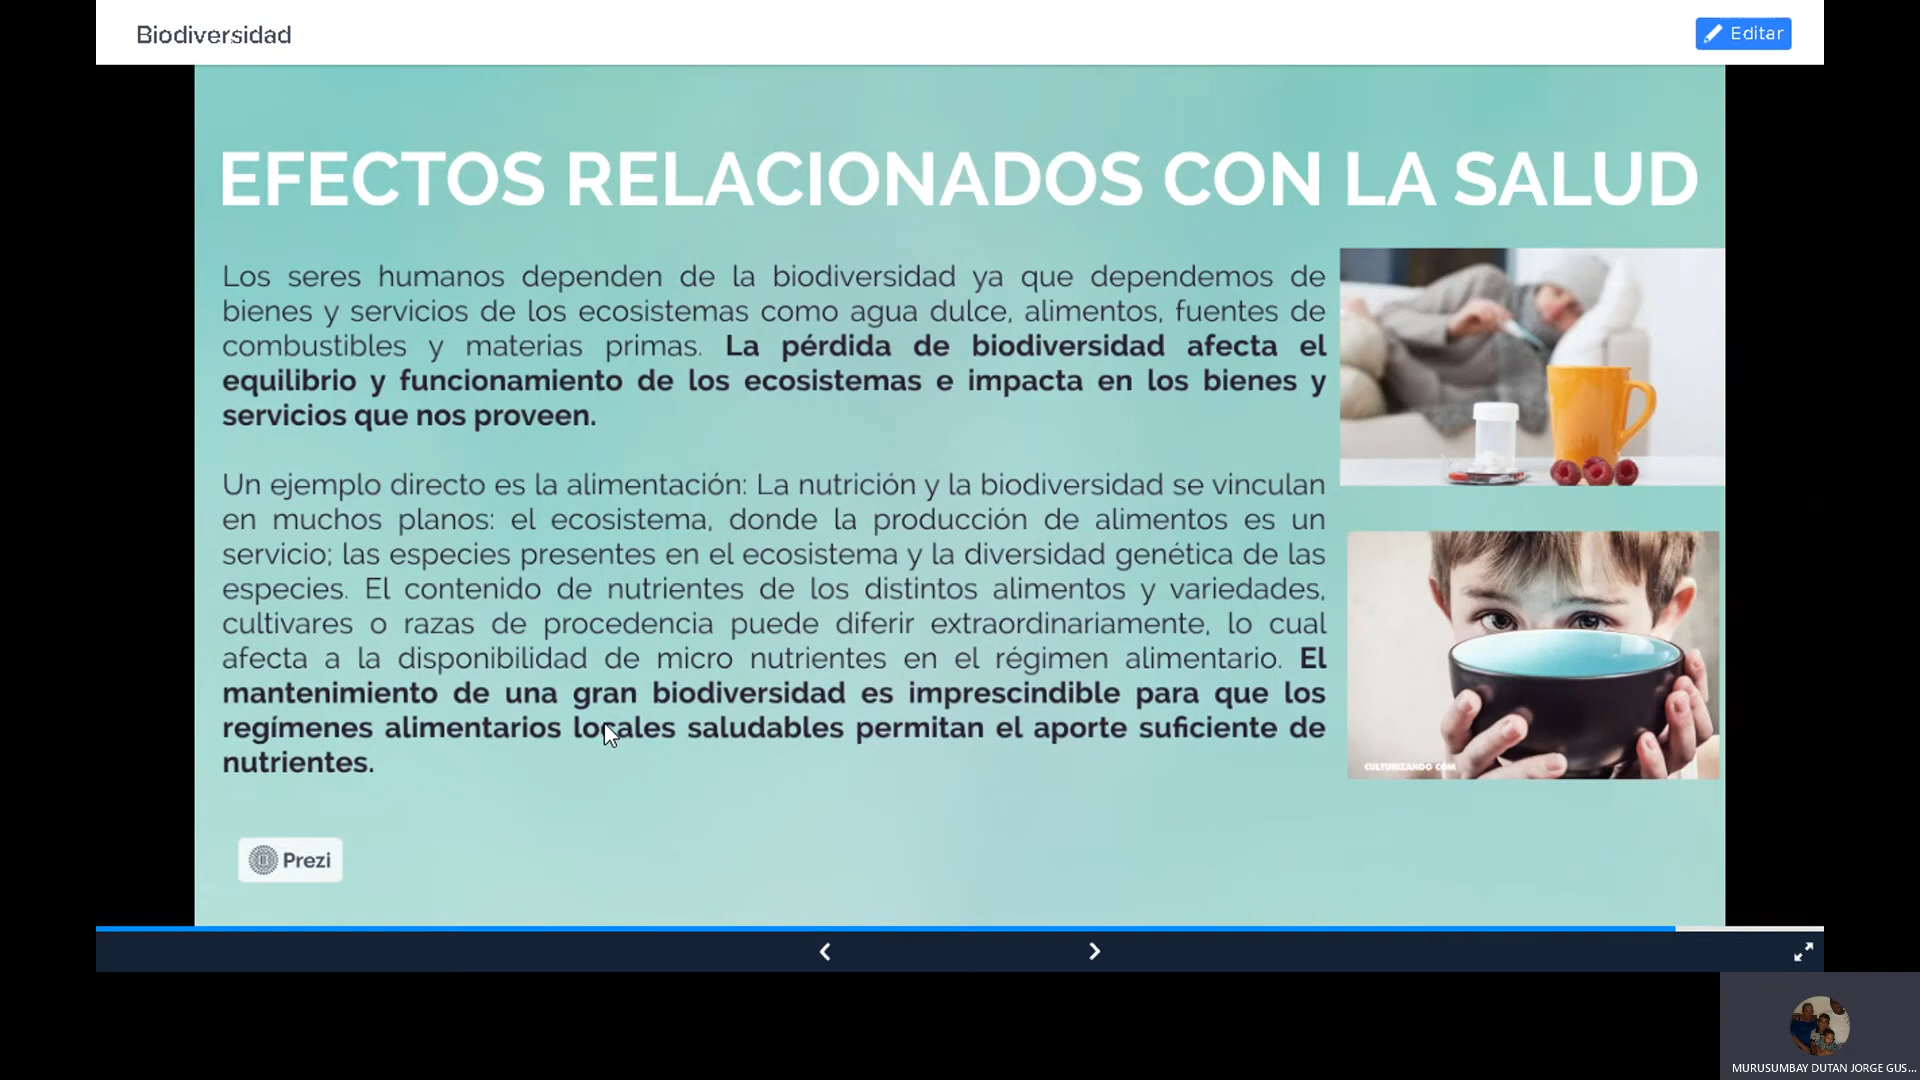 Biodiversidad
Editar
EFECTOS RELACIONADOS CON LA SALUD
Los seres humanos dependen de la biodiversidad ya que dependemos de
bienes y servicios de los ecosistemas como agua dulce, alimentos, fuentes de
combustibles y materias primas. La pérdida de biodiversidad afecta el
equilibrio y funcionamiento de los ecosistemas e impacta en los bienes y
servicios que nos proveen.
Un ejemplo directo es la alimentación: La nutrición y la biodiversidad se vinculan
en muchos planos: el ecosistema, donde la producción de alimentos es un
servicio; las especies presentes en el ecosistema y la diversidad genética de las
especies. El contenido de nutrientes de los distintos alimentos y variedades,
cultivares o razas de procedencia puede diferir extraordinariamente, lo cual
afecta a la disponibilidad de micro nutrientes en el régimen alimentario. El
mantenimiento de una gran biodiversidad es imprescindible para que los
regímenes alimentarios locales saludables permitan el aporte suficiente de
nutrientes.
CULTURIZANDO.COM
Prezi
MURUSUMBAY DUTAN JORGE GUS...